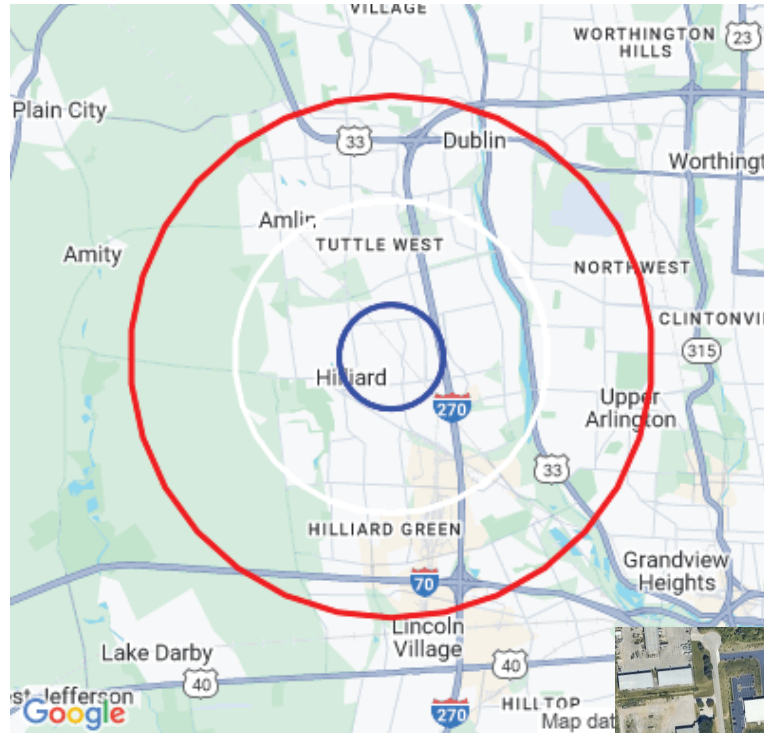 VILLAGE
WORTHINGTON
HILLS
23
Plain City
33
Dublin
Worthingt
Amlin
TUTTLE WEST
Amity
NORTHWEST
CLINTONVI
315
Hilliard
270
Upper
Arlington
33
HILLIARD GREEN
70
Grandview
Heights
Lincoln
Village
Lake Darby
40
40
est Jefferson
Google
270
HILLTOP
Map dat